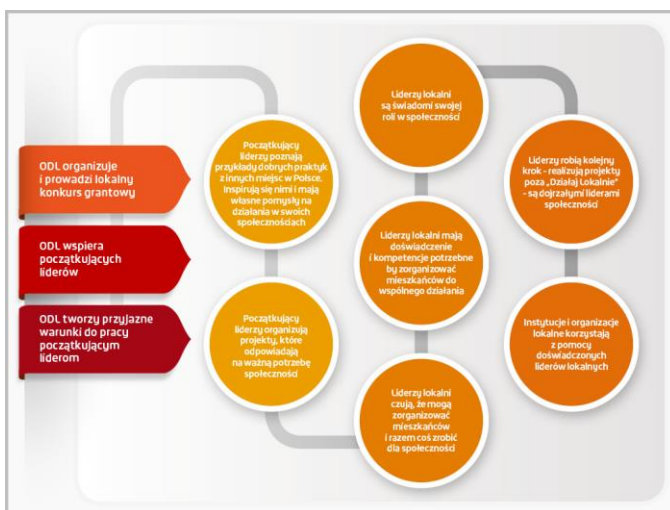 ODL organizuje
i prowadzi lokalny
konkurs grantowy
ODL wspiera
początkujących
liderów
ODL tworzy przyjazne
warunki do pracy
początkującym
liderom
Początkujący
liderzy poznają
przykłady dobrych praktyk
z innych miejsc w Polsce.
Inspirują się nimi i mają
własne pomysły na
działania w swoich
społecznościach
Początkujący
liderzy organizują
projekty, które
odpowiadają
na ważną potrzebę
społeczności
Liderzy lokalni
czują, że mogą
zorganizować
mieszkańców
i razem coś zrobić
dla społeczności
Liderzy lokalni mają
doświadczenie
i kompetencje potrzebne
by zorganizować
mieszkańców do
wspólnego działania
Liderzy lokalni
są świadomi swojej
roli w społeczności
Liderzy robią kolejny
krok - realizują projekty
poza „Działaj Lokalnie”
- są dojrzałymi liderami
społeczności
Instytucje i organizacje
lokalne korzystają
z pomocy
doświadczonych
liderów lokalnych